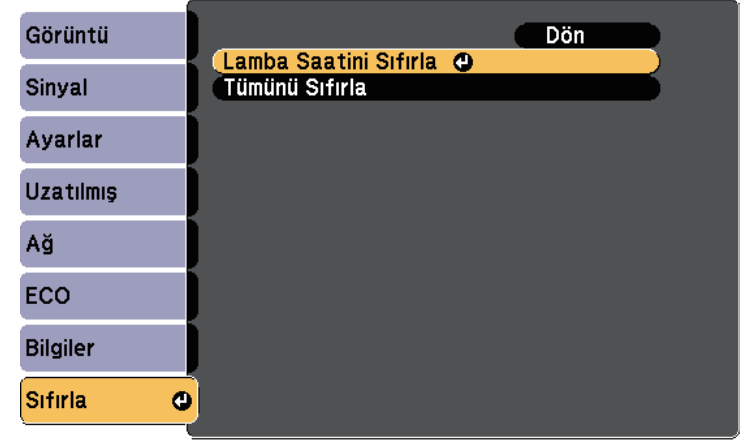 Görüntü
Sinyal
Ayarlar
Uzatılmış
Ağ
ECO
Bilgiler
Sıfırla
Dön
Lamba Saatini Sıfırla
Tümünü Sıfırla